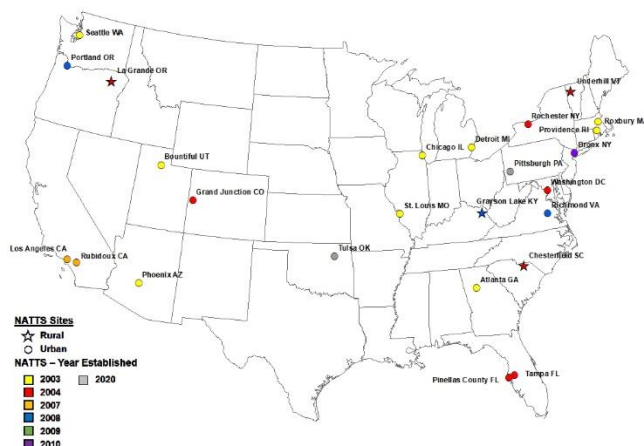 Seattle WA
Portland OR
La Grande OR
Underhill VT
Rochester NY
Roxbury MA
Providence RI
Detroit MI
Chicago IL
Bronx NY
Bountiful UT
Pittsburgh PA
Washington DC
Grand Junction CO
St. Louis MO
Grayson Lake KY
Richmond VA
Los Angeles CA
Rubidoux CA
Tulsa OK
Chesterfield SC
Phoenix AZ
Atlanta GA
Pinellas County FL
Tampa FL
NATTS Sites
Rural
Urban
NATTS – Year Established
2003
2020
2004
2007
2008
2009
2010